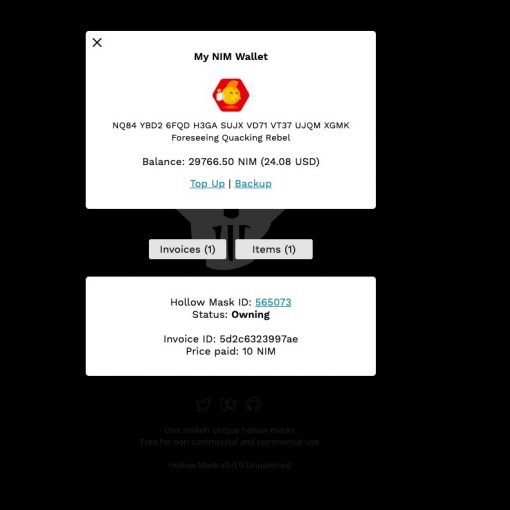 My NIM Wallet
NQ84 YBD2 6FQD H3GA SUJX VD71 VT37 UJQM XGMK
Foreseeing Quacking Rebel
Balance: 29766.50 NIM (24.08 USD)
Top Up | Backup
Invoices (1) Items (1)
Hollow Mask ID: 565073
Status: Owning
Invoice ID: 5d2c6323997ae
Price paid: 10 NIM
One million unique hollow masks
Free for non-commercial and commercial use
Hollow Mask v0.0.9 Unpolished